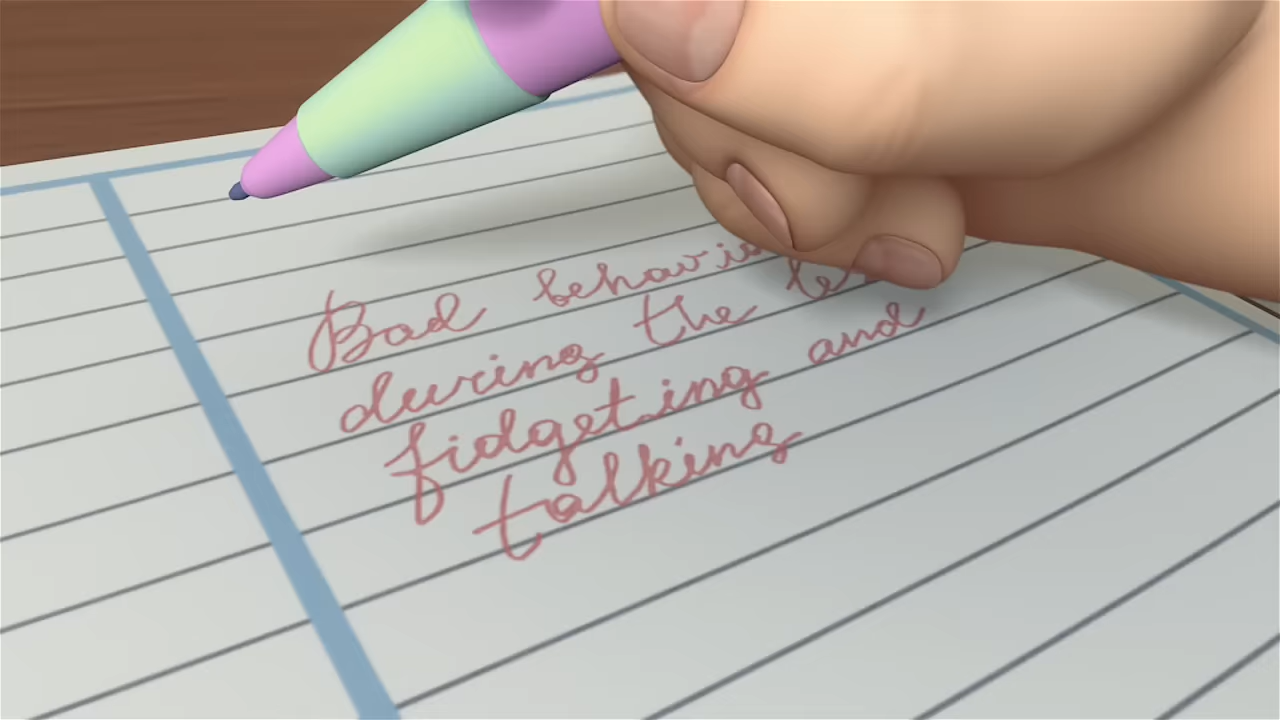 Bad
during the
fidgeting and
talking